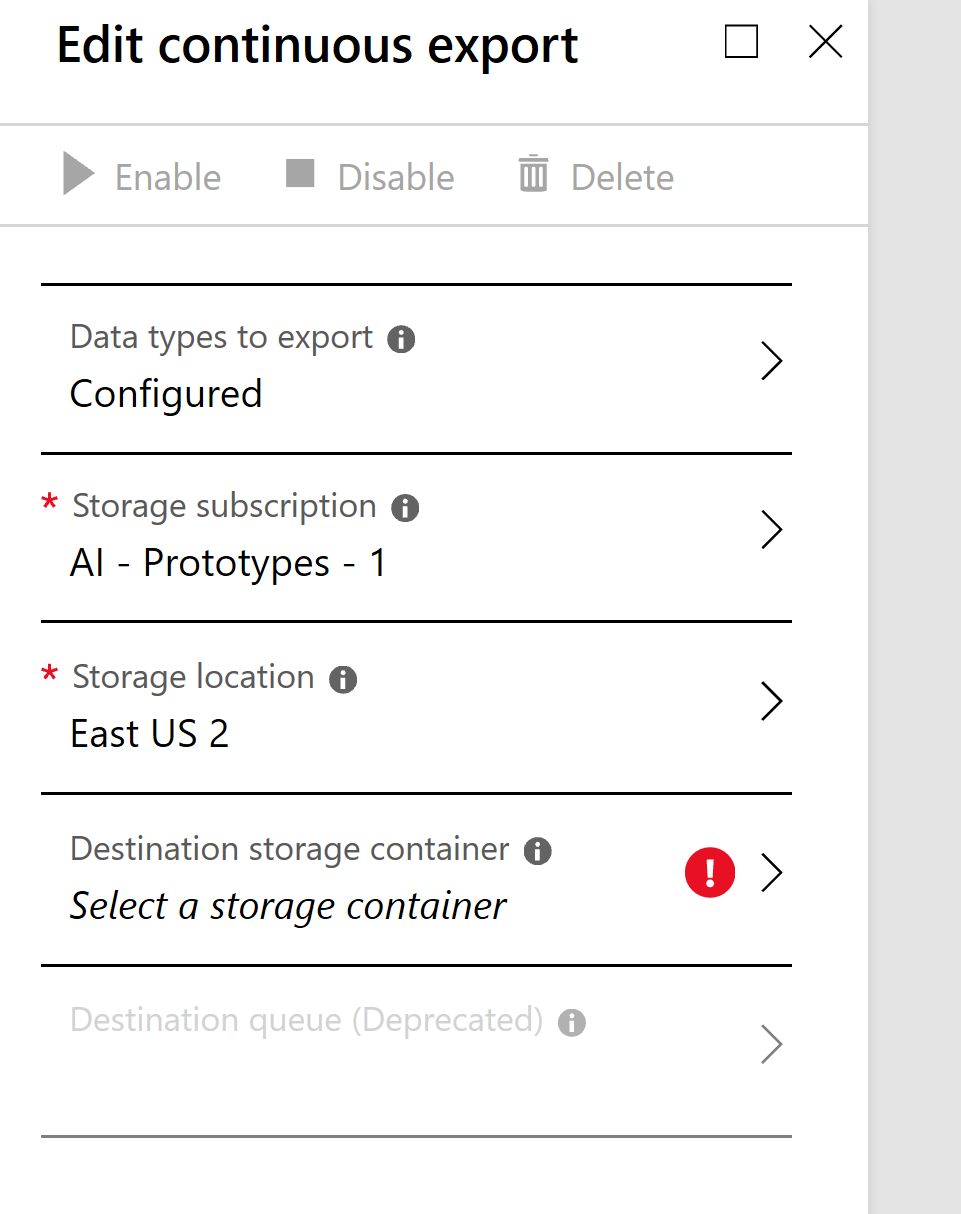 Edit continuous export
Enable Disable Delete
Data types to export
Configured
* Storage subscription
AI - Prototypes - 1
* Storage location
East US 2
Destination storage container
Select a storage container
Destination queue (Deprecated)